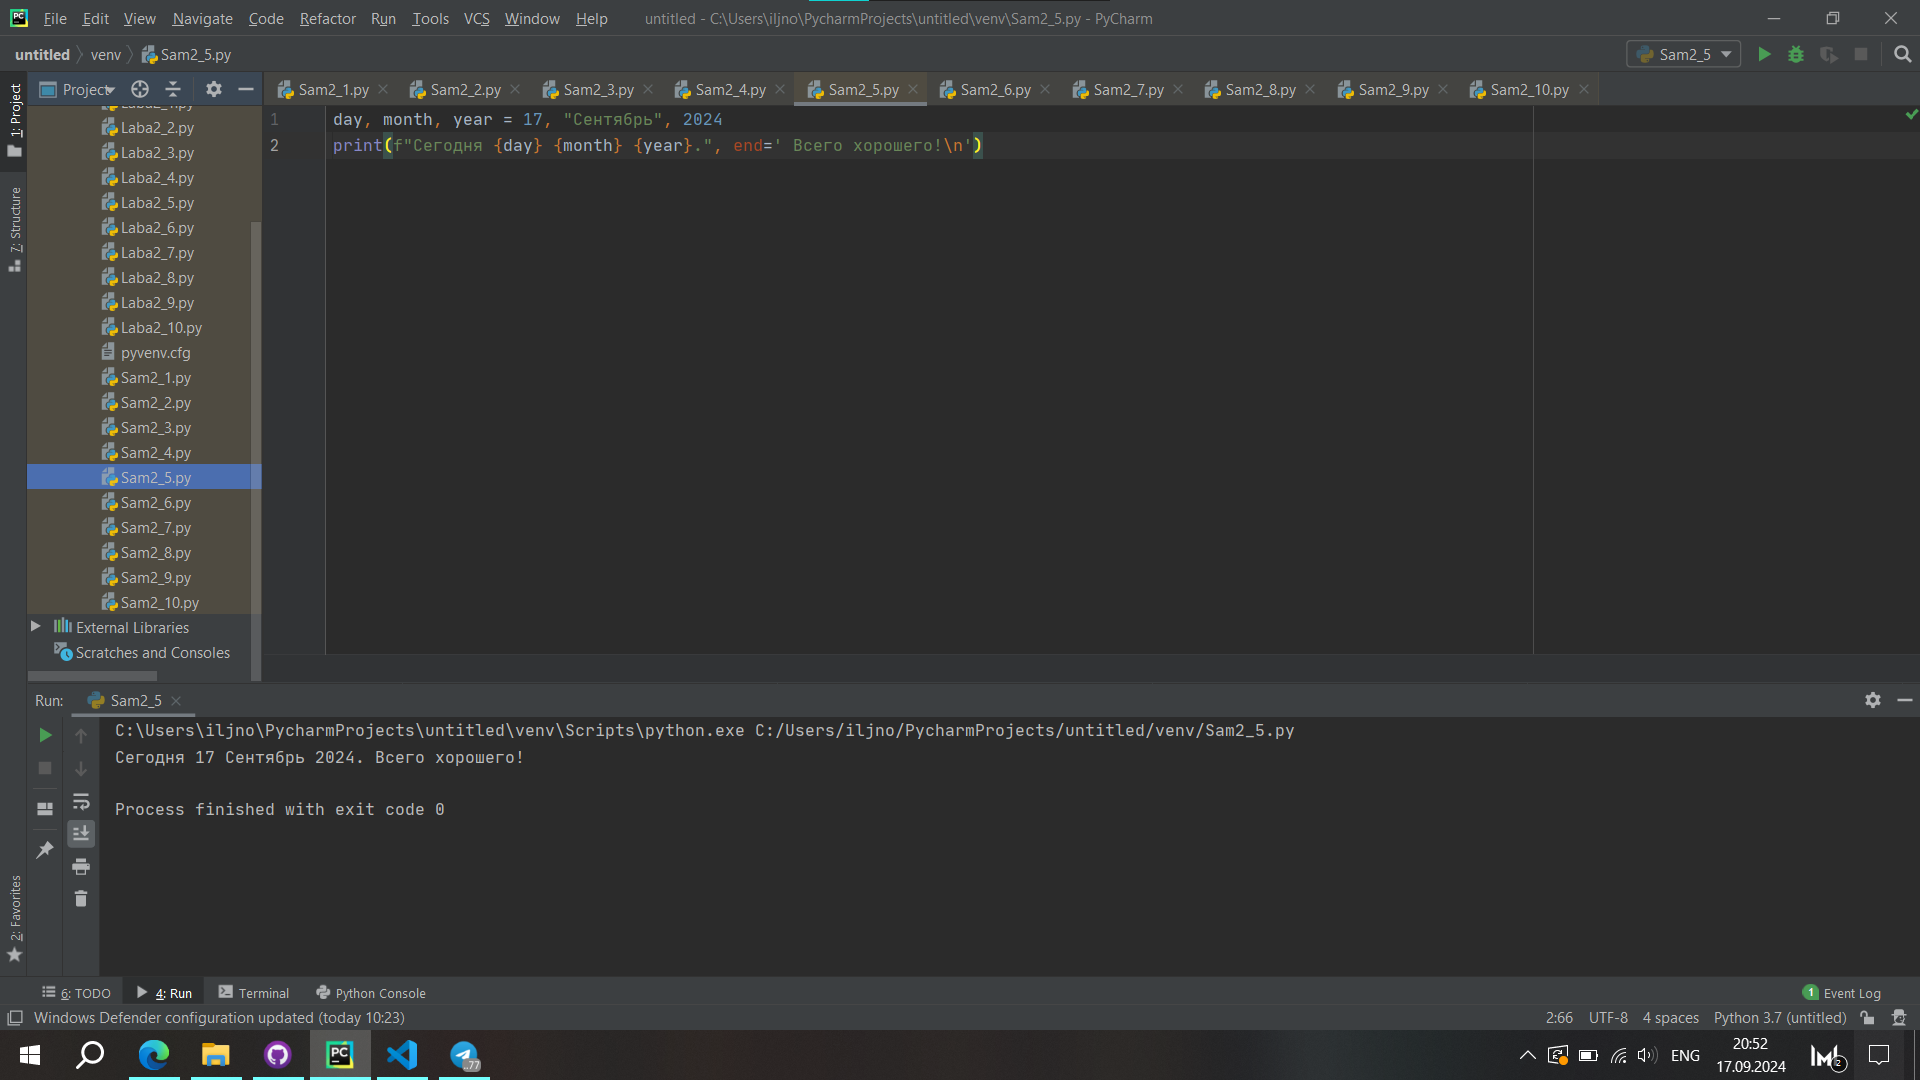 File Edit View Navigate Code Refactor Run Tools VCS Window Help untitled - C:\Users\iljno\PycharmProjects\untitled\venv\Sam2_5.py - PyCharm
untitled venv Sam2_5.py Sam2_5
Project Sam2_1.py Sam2_2.py Sam2_3.py Sam2_4.py Sam2_5.py Sam2_6.py Sam2_7.py Sam2_8.py Sam2_9.py Sam2_10.py
1: Project
7: Structure
2: Favorites
Laba2_2.py
Laba2_3.py
Laba2_4.py
Laba2_5.py
Laba2_6.py
Laba2_7.py
Laba2_8.py
Laba2_9.py
Laba2_10.py
pyvenv.cfg
Sam2_1.py
Sam2_2.py
Sam2_3.py
Sam2_4.py
Sam2_5.py
Sam2_6.py
Sam2_7.py
Sam2_8.py
Sam2_9.py
Sam2_10.py
External Libraries
Scratches and Consoles
1 day, month, year = 17, "Сентябрь", 2024
2 print(f"Сегодня {day} {month} {year}.", end=' Всего хорошего!\n')
Run: Sam2_5
C:\Users\iljno\PycharmProjects\untitled\venv\Scripts\python.exe C:/Users/iljno/PycharmProjects/untitled/venv/Sam2_5.py
Сегодня 17 Сентябрь 2024. Всего хорошего!
Process finished with exit code 0
6: TODO 4: Run Terminal Python Console 1 Event Log
Windows Defender configuration updated (today 10:23) 2:66 UTF-8 4 spaces Python 3.7 (untitled)
PC 77 ENG 20:52 2
17.09.2024